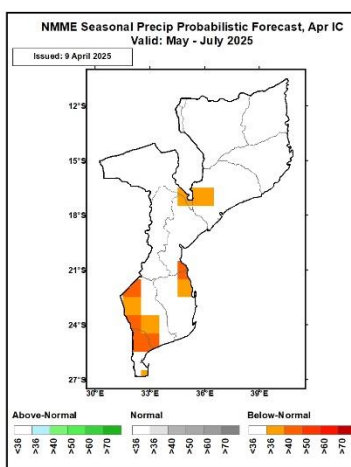 NMME Seasonal Precip Probabilistic Forecast, Apr IC
Valid: May - July 2025
Issued: 9 April 2025
12°S
15°S
18°S
21°S
24°S
27°S
30°E 33°E 36°E 39°E
Above-Normal Normal Below-Normal
<36 >36 >40 >50 >60 >70 <36 >36 >40 >50 >60 >70 <36 >36 >40 >50 >60 >70